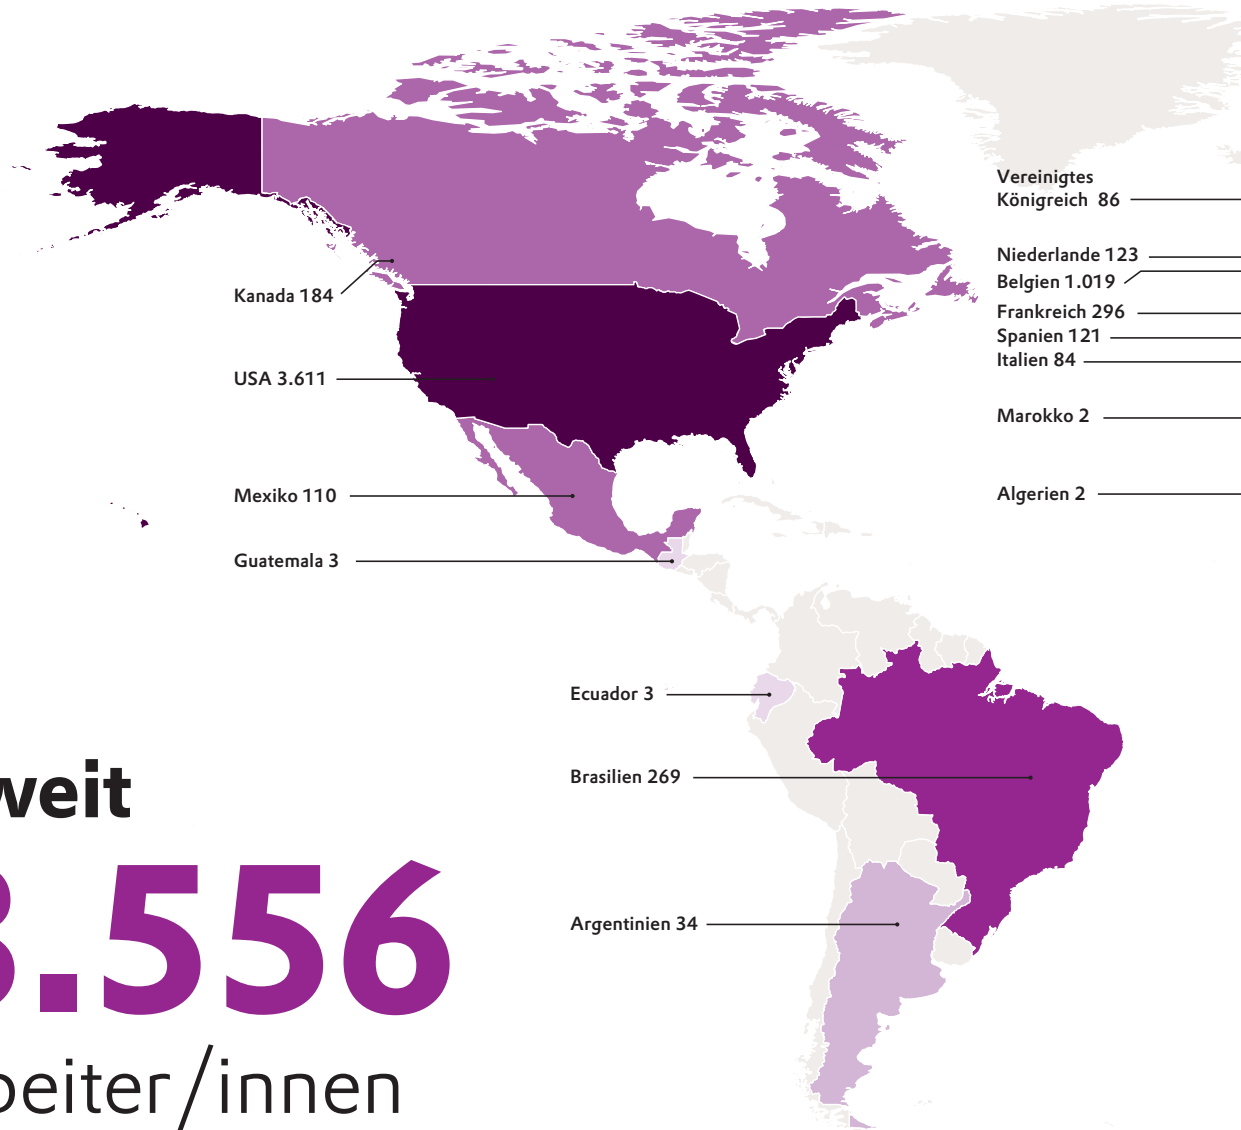 Vereinigtes
Königreich 86
Niederlande 123
Belgien 1.019
Frankreich 296
Spanien 121
Italien 84
Marokko 2
Algerien 2
Kanada 184
USA 3.611
Mexiko 110
Guatemala 3
Ecuador 3
Brasilien 269
Argentinien 34
weit
3.556
beiter/innen